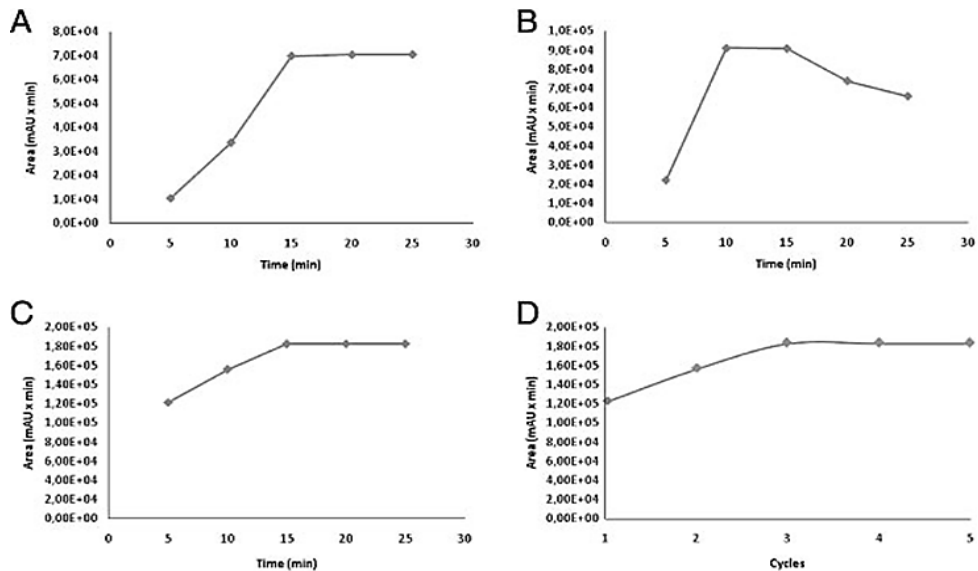 A
8,0E+04
7,0E+04
6,0E+04
5,0E+04
4,0E+04
3,0E+04
2,0E+04
1,0E+04
0,0E+00
Area (mAU x min)
0 5 10 15 20 25 30
Time (min)
B
1,0E+05
9,0E+04
8,0E+04
7,0E+04
6,0E+04
5,0E+04
4,0E+04
3,0E+04
2,0E+04
1,0E+04
0,0E+00
Area (mAU x min)
0 5 10 15 20 25 30
Time (min)
C
2,00E+05
1,80E+05
1,60E+05
1,40E+05
1,20E+05
1,00E+05
8,00E+04
6,00E+04
4,00E+04
2,00E+04
0,00E+00
Area (mAU x min)
0 5 10 15 20 25 30
Time (min)
D
2,00E+05
1,80E+05
1,60E+05
1,40E+05
1,20E+05
1,00E+05
8,00E+04
6,00E+04
4,00E+04
2,00E+04
0,00E+00
Area (mAU x min)
1 2 3 4 5
Cycles